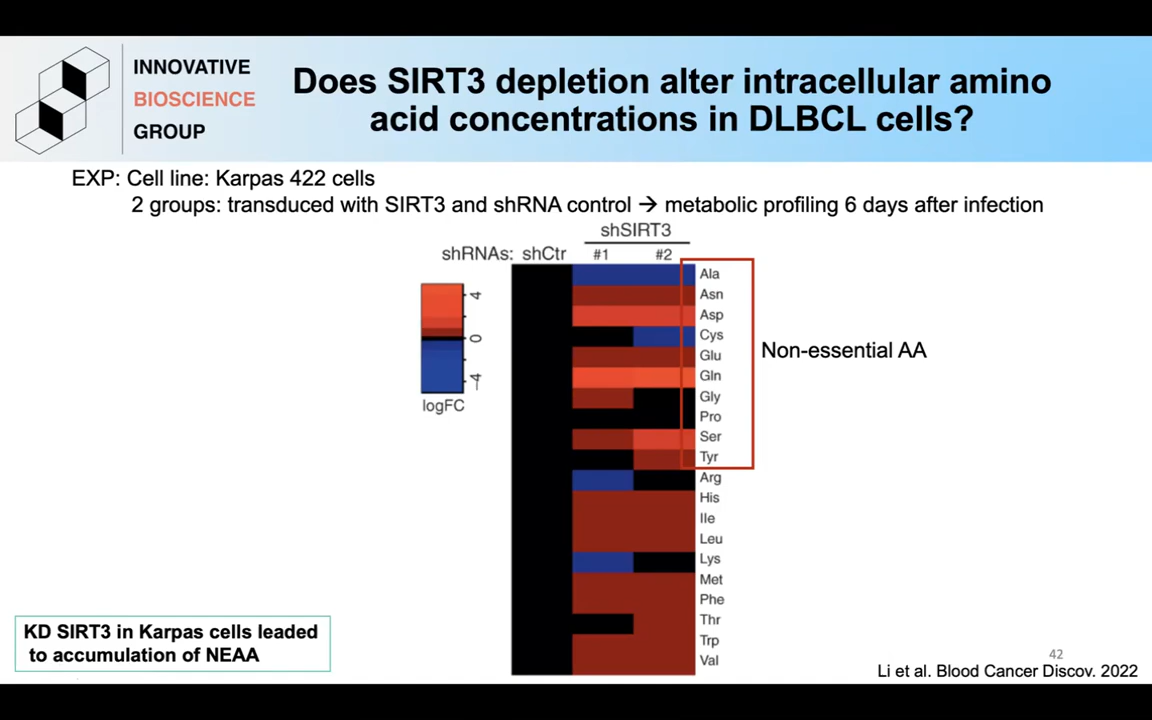 INNOVATIVE
BIOSCIENCE
GROUP
Does SIRT3 depletion alter intracellular amino
acid concentrations in DLBCL cells?
EXP: Cell line: Karpas 422 cells
2 groups: transduced with SIRT3 and shRNA control → metabolic profiling 6 days after infection
shSIRT3
shRNAs: shCtr #1 #2
4
0
-4
logFC
Ala
Asn
Asp
Cys
Glu
Gln
Gly
Pro
Ser
Tyr
Arg
His
Ile
Leu
Lys
Met
Phe
Thr
Trp
Val
Non-essential AA
KD SIRT3 in Karpas cells leaded
to accumulation of NEAA
42
Li et al. Blood Cancer Discov. 2022